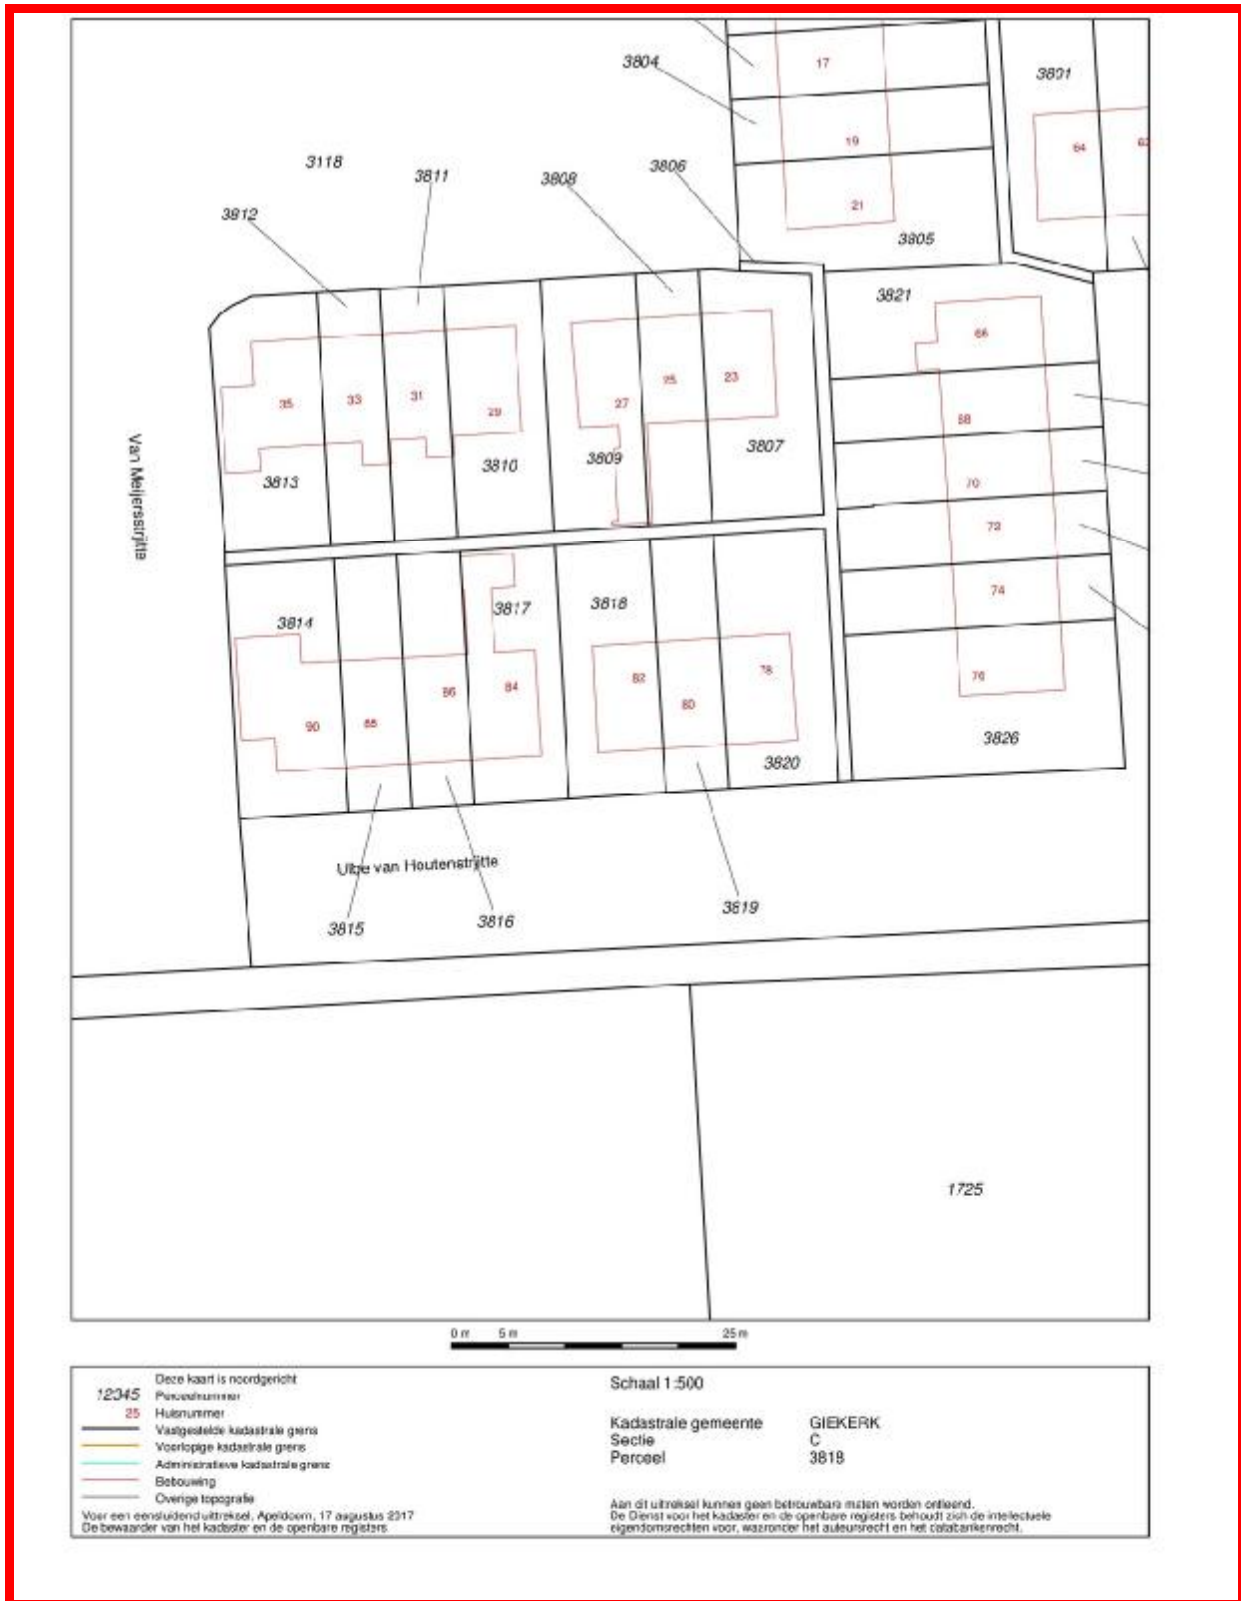 17
3804
3801
19
64
3118
3806
3811
3808
21
3812
3805
3821
66
25
23
27
35
33
31
29
68
3807
3809
3810
3813
70
Van Meijersstrjitte
72
74
3817
3818
3814
82
78
76
86
84
80
90
88
3826
3820
Ulbe van Houtenstrjitte
3819
3816
3815
1725
0 m 5 m 25 m
Deze kaart is noordgericht
12345 Perceelnummer
25 Huisnummer
Vastgestelde kadastrale grens
Voorlopige kadastrale grens
Administratieve kadastrale grens
Bebouwing
Overige topografie
Voor een eensluidend uittreksel, Apeldoorn, 17 augustus 2017
De bewaarder van het kadaster en de openbare registers
Schaal 1:500
Kadastrale gemeente GIEKERK
Sectie C
Perceel 3818
Aan dit uittreksel kunnen geen betrouwbare maten worden ontleend.
De Dienst voor het kadaster en de openbare registers behoudt zich de intellectuele
eigendomsrechten voor, waaronder het auteursrecht en het databankenrecht.